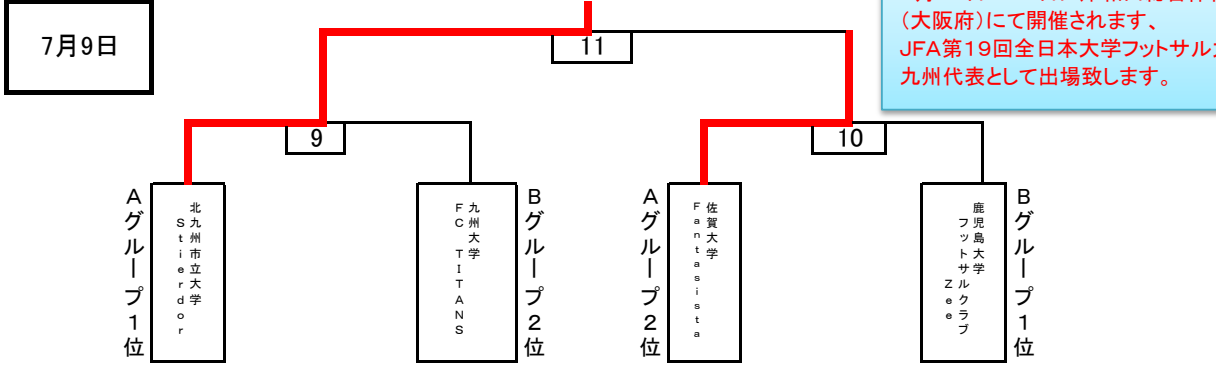 7月9日
(大阪府)にて開催されます、
JFA第19回全日本大学フットサル
九州代表として出場致します。
11
9
10
Aグループ1位
北九州市立大学
Stierdor
九州大学
FC TITANS
Bグループ2位
Aグループ2位
佐賀大学
Fantasista
鹿児島大学
フットサルクラブ
Zee
Bグループ1位